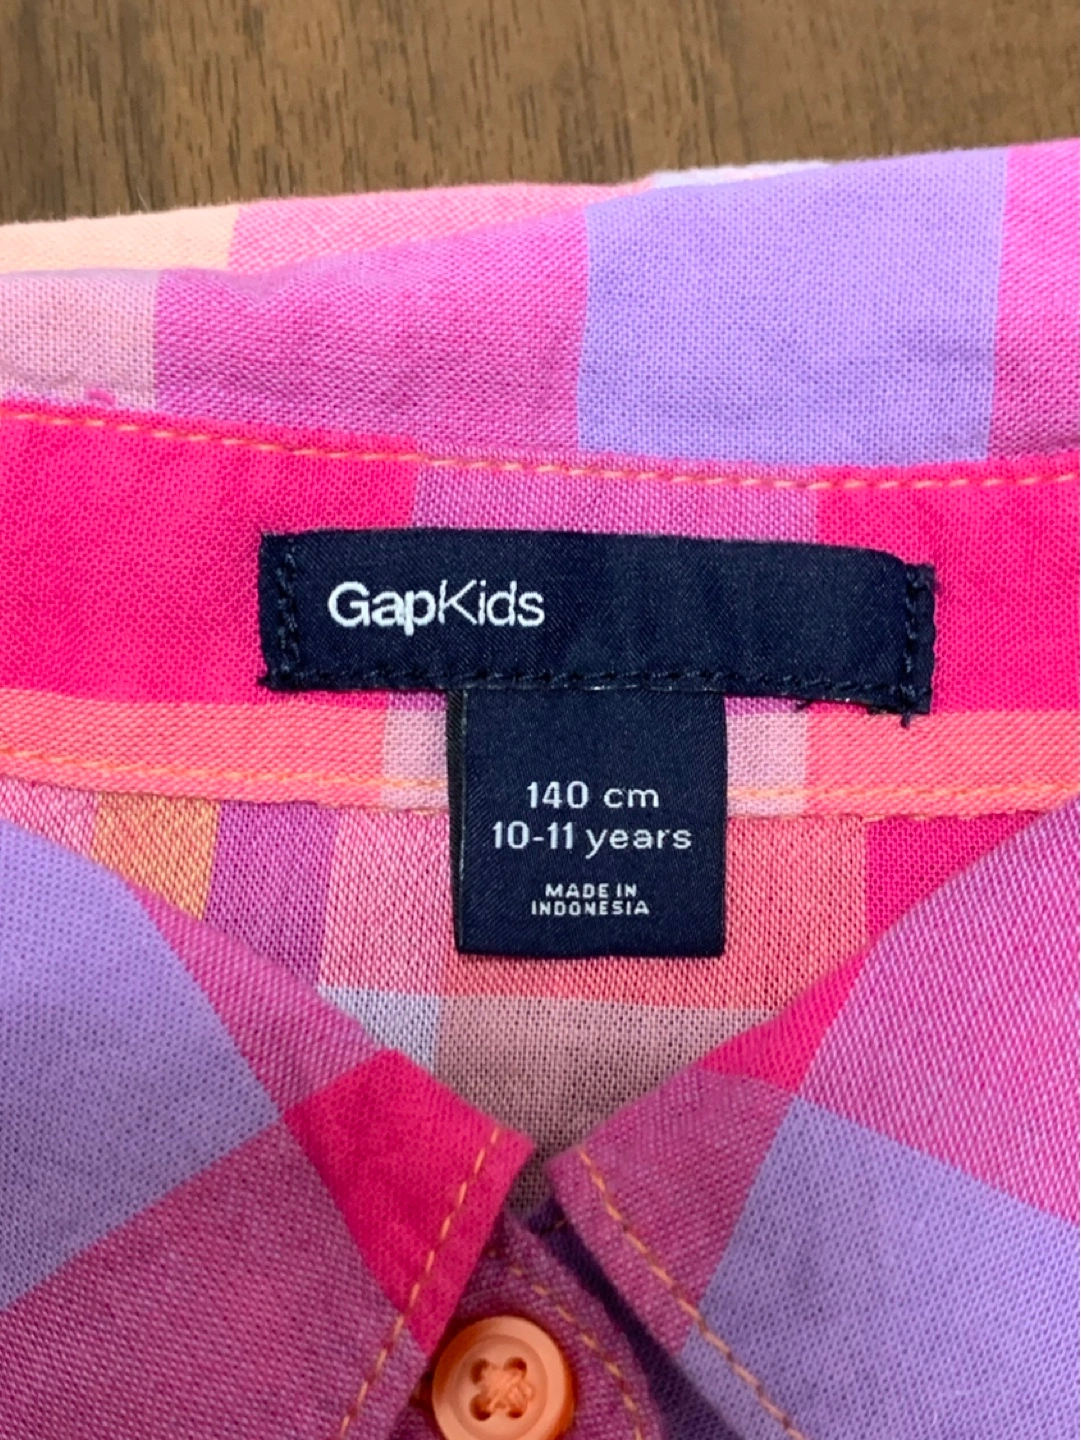 GapKids
140 cm
10-11 years
MADE IN
INDONESIA